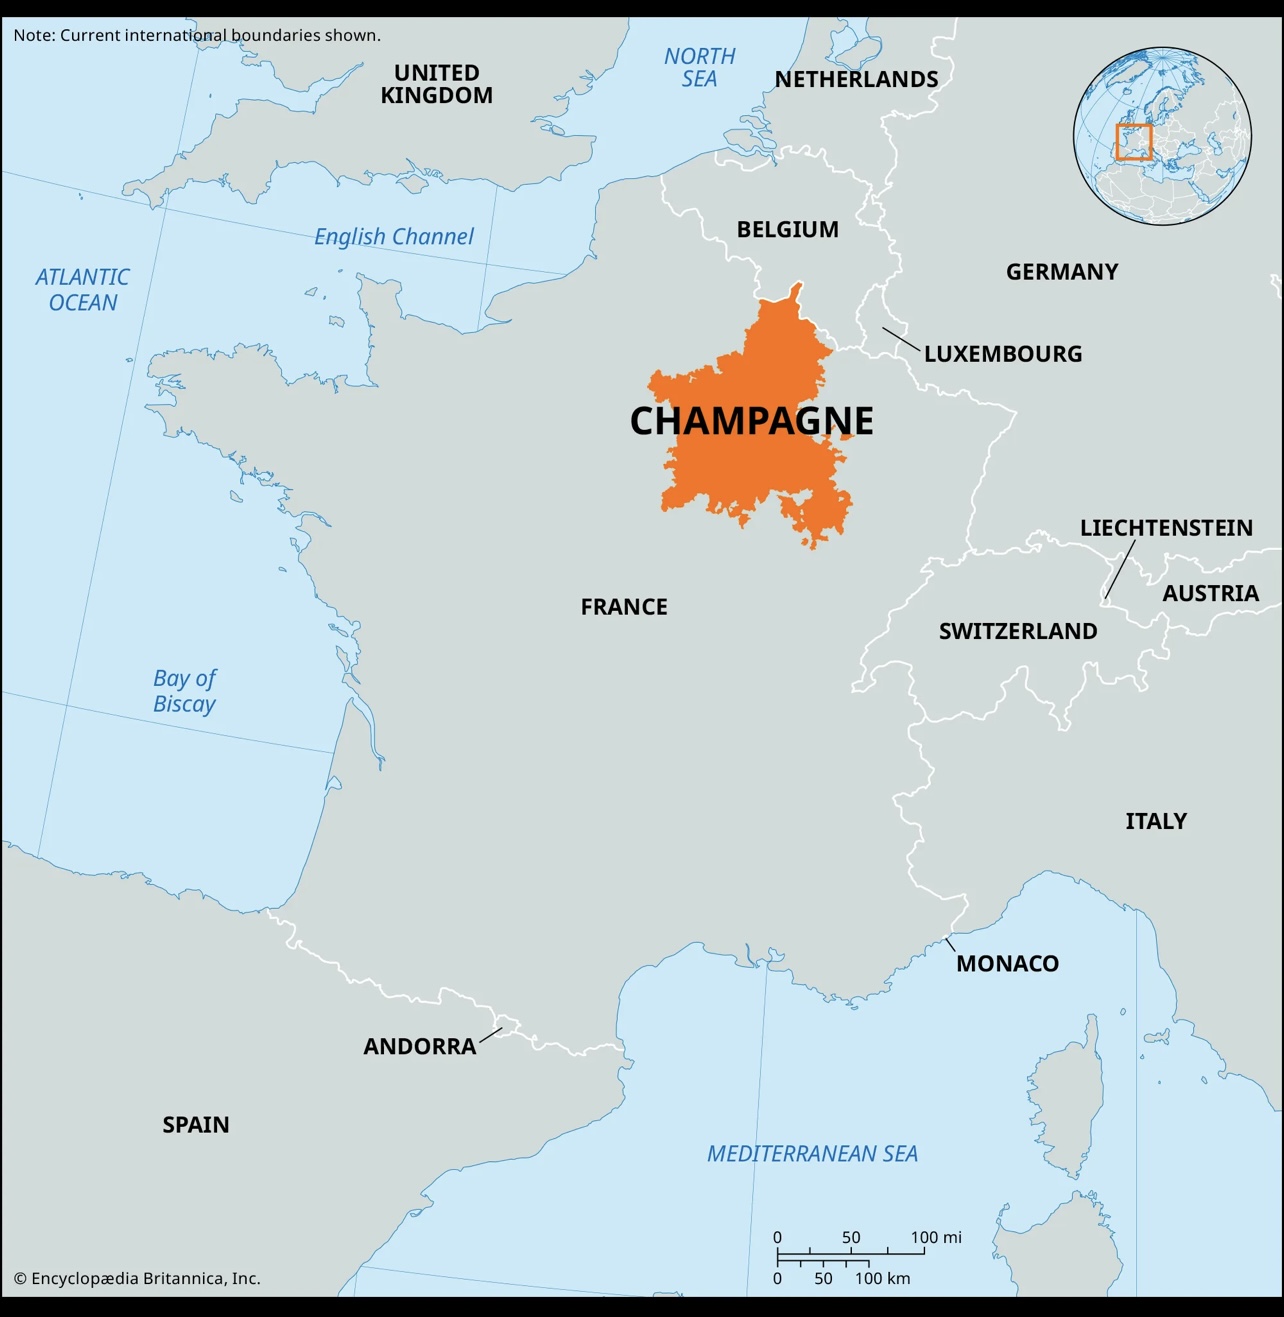 Note: Current international boundaries shown.
NORTH
SEA
UNITED
KINGDOM
NETHERLANDS
BELGIUM
English Channel
ATLANTIC
OCEAN
GERMANY
LUXEMBOURG
CHAMPAGNE
LIECHTENSTEIN
AUSTRIA
FRANCE
SWITZERLAND
Bay of
Biscay
ITALY
MONACO
ANDORRA
SPAIN
MEDITERRANEAN SEA
0 50 100 mi
0 50 100 km
© Encyclopædia Britannica, Inc.